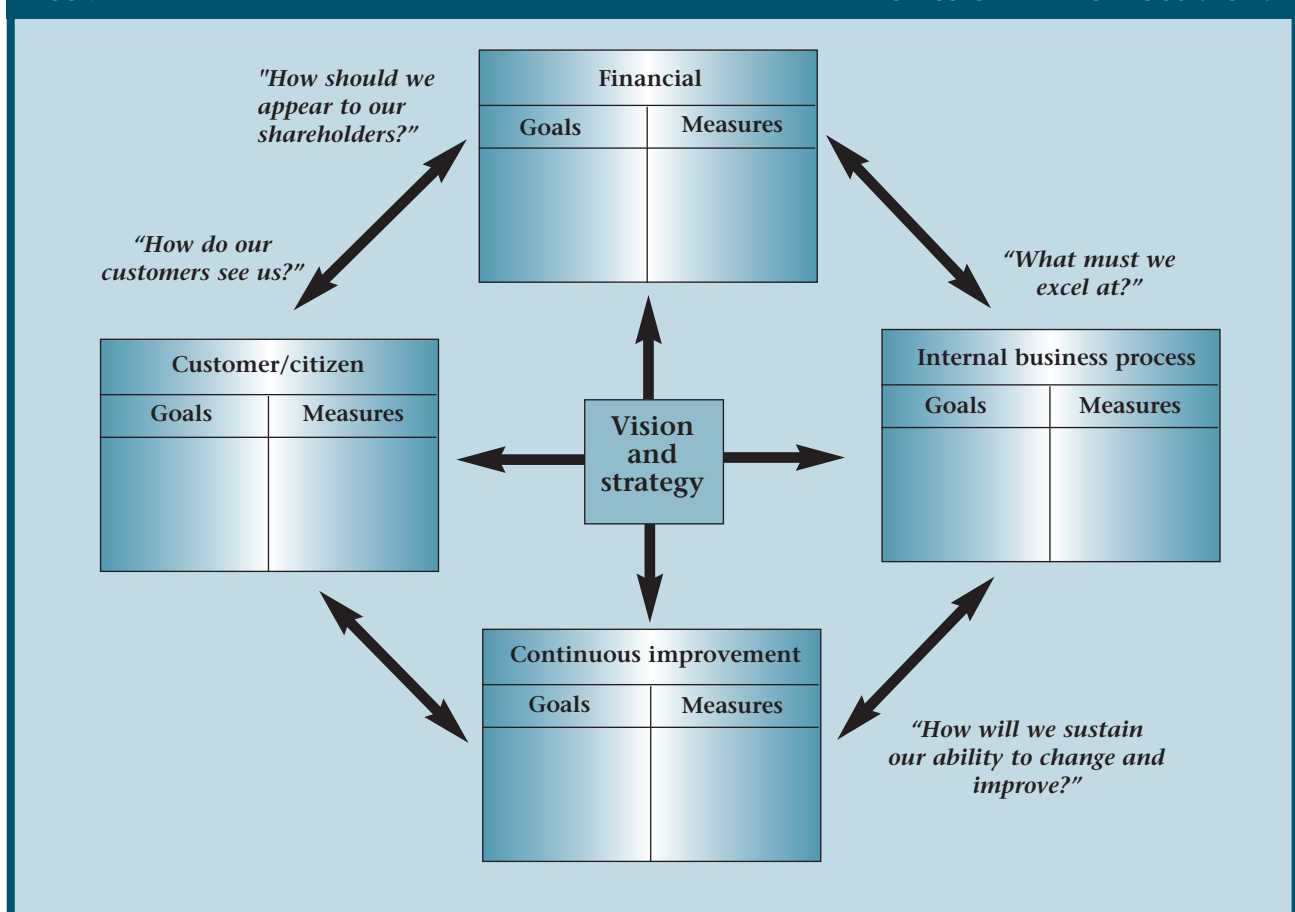 "How should we
appear to our
shareholders?”
Financial
Goals Measures
“How do our
customers see us?”
“What must we
excel at?”
Customer/citizen
Goals Measures
Vision
and
strategy
Internal business process
Goals Measures
Continuous improvement
Goals Measures
“How will we sustain
our ability to change and
improve?”